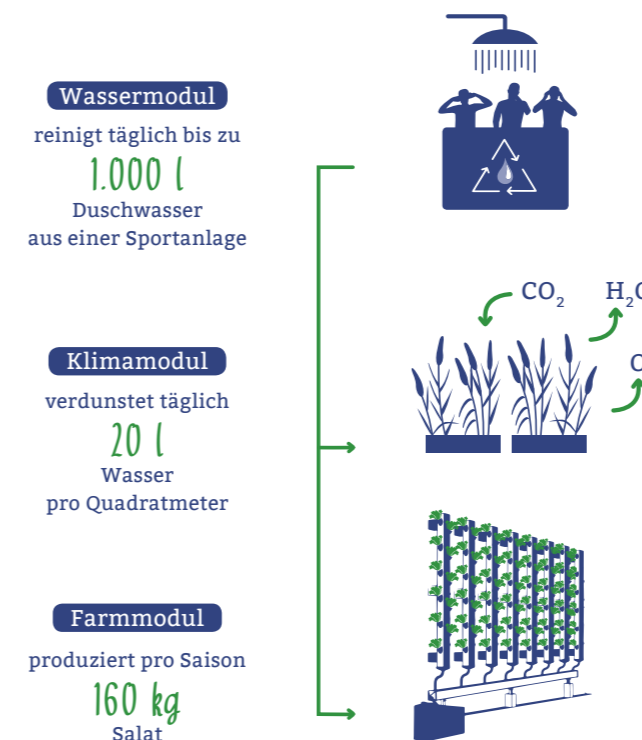 Wassermodul
reinigt täglich bis zu
1.000 l
Duschwasser
aus einer Sportanlage
CO₂ H₂O
Klimamodul
verdunstet täglich
20 l
Wasser
pro Quadratmeter
Farmmodul
produziert pro Saison
160 kg
Salat